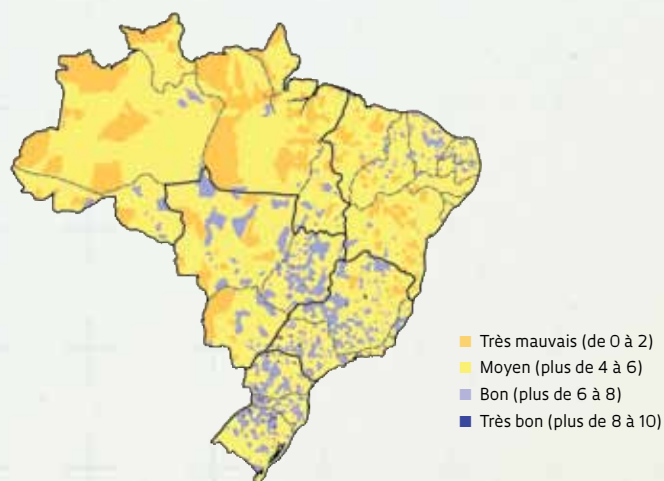 Très mauvais (de 0 à 2)
Moyen (plus de 4 à 6)
Bon (plus de 6 à 8)
Très bon (plus de 8 à 10)